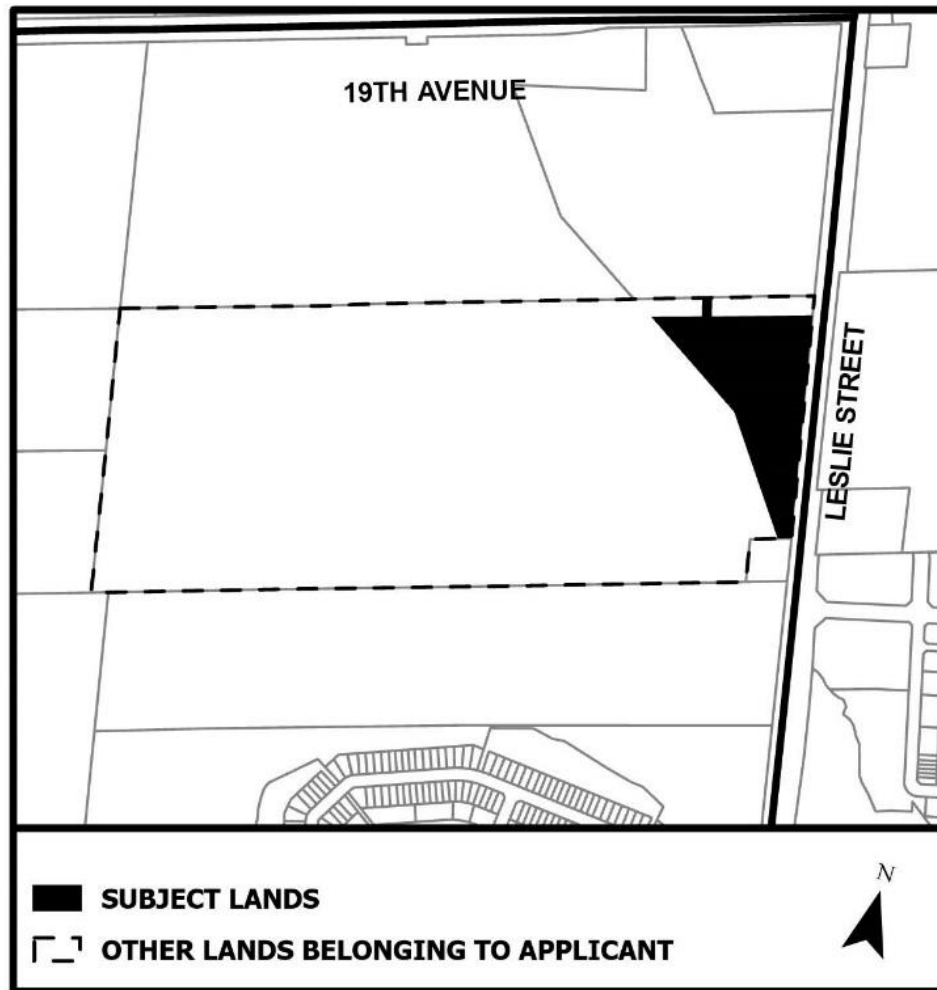 19TH AVENUE
LESLIE STREET
SUBJECT LANDS
OTHER LANDS BELONGING TO APPLICANT
N